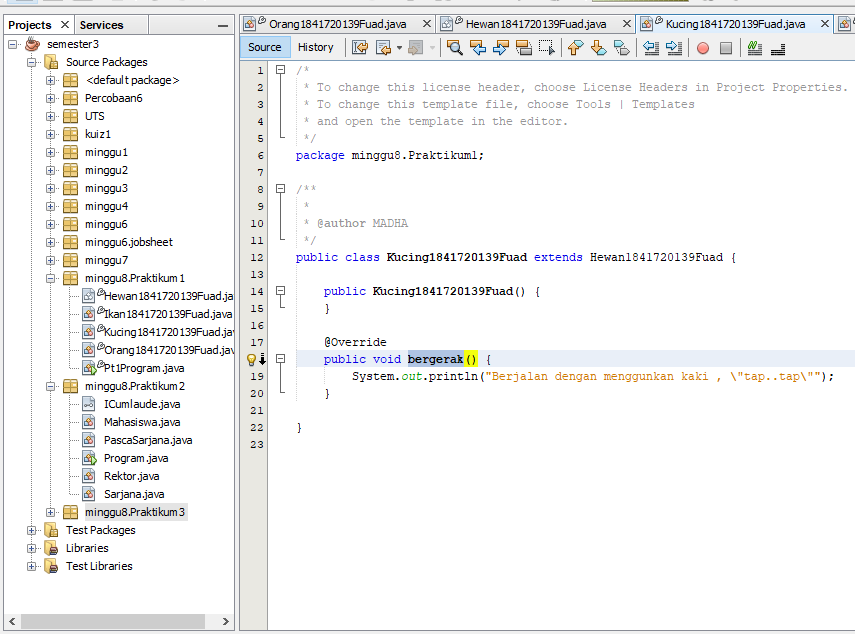 Projects
Services
semester3
Source Packages
<default package>
Percobaan6
UTS
kuiz1
minggu1
minggu2
minggu3
minggu4
minggu6
minggu6.jobsheet
minggu7
minggu8.Praktikum1
Hewan1841720139Fuad.ja
Ikan1841720139Fuad.java
Kucing1841720139Fuad.jav
Orang1841720139Fuad.jav
Pt1Program.java
minggu8.Praktikum2
ICumlaude.java
Mahasiswa.java
PascaSarjana.java
Program.java
Rektor.java
Sarjana.java
minggu8.Praktikum3
Test Packages
Libraries
Test Libraries
Orang1841720139Fuad.java
Hewan1841720139Fuad.java
Kucing1841720139Fuad.java
Source
History
1 /*
2 * To change this license header, choose License Headers in Project Properties.
3 * To change this template file, choose Tools | Templates
4 * and open the template in the editor.
5 */
6 package minggu8.Praktikum1;
7
8 /**
9 *
10 * @author MADHA
11 */
12 public class Kucing1841720139Fuad extends Hewan1841720139Fuad {
13
14 public Kucing1841720139Fuad() {
15 }
16
17 @Override
public void bergerak() {
19 System.out.println("Berjalan dengan menggunkan kaki , \"tap..tap\"");
20 }
21
22 }
23